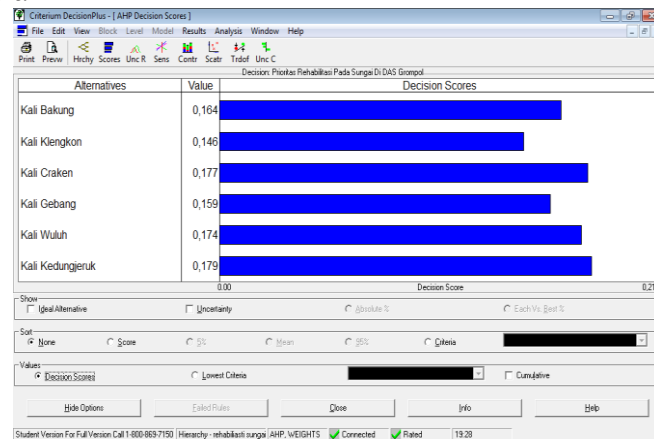 Criterium DecisionPlus - [ AHP Decision Scores ]
File Edit View Block Level Model Results Analysis Window Help
Print Prevw Hrchy Scores Unc R Sens Contr Scatr Trdof Unc C
Decision: Prioritas Rehabilitasi Pada Sungai Di DAS Grompol
Alternatives Value Decision Scores
Kali Bakung 0,164
Kali Klengkon 0,146
Kali Craken 0,177
Kali Gebang 0,159
Kali Wuluh 0,174
Kali Kedungjeruk 0,179
0.00 Decision Score 0,21
Show
Ideal Alternative Uncertainty Absolute % Each Vs. Best %
Sort
None Score 5% Mean 95% Criteria
Values
Decision Scores Lowest Criteria Cumulative
Hide Options Failed Rules Close Info Help
Student Version For Full Version Call 1-800-869-7150 Hierarchy - rehabiliasti sungai AHP, WEIGHTS Connected Rated 19:28